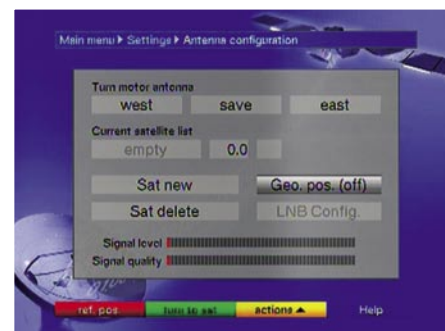 Main menu ▶ Settings ▶ Antenna configuration
Turn motor antenna
west save east
Current satellite list
empty 0.0
Sat new Geo. pos. (off)
Sat delete LNB Config.
Signal level
Signal quality
ref. pos. turn to sat actions ▲ Help